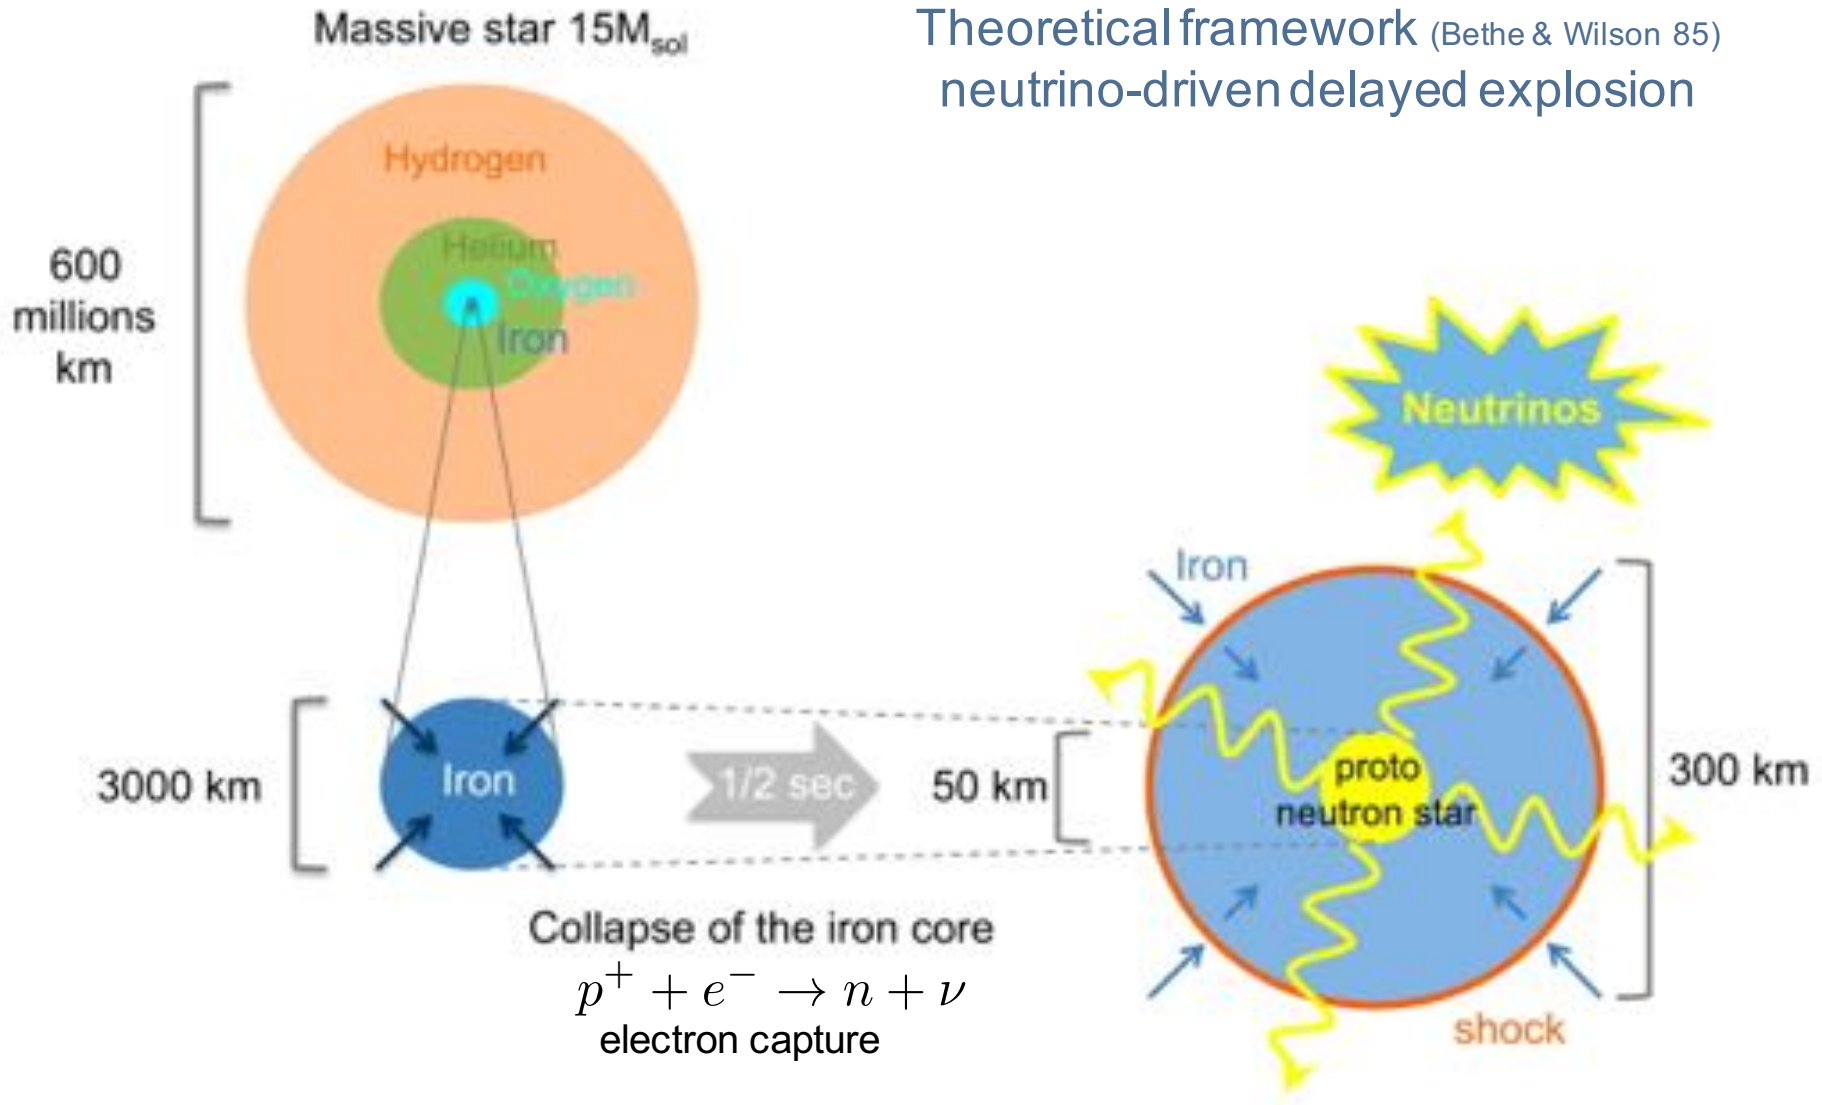 Massive star 15M_sol
Theoretical framework (Bethe & Wilson 85)
neutrino-driven delayed explosion
Hydrogen
Helium
Oxygen
Iron
600
millions
km
Neutrinos
Iron
3000 km
Iron
1/2 sec
50 km
proto
neutron star
300 km
Collapse of the iron core
p⁺ + e⁻ → n + ν
electron capture
shock